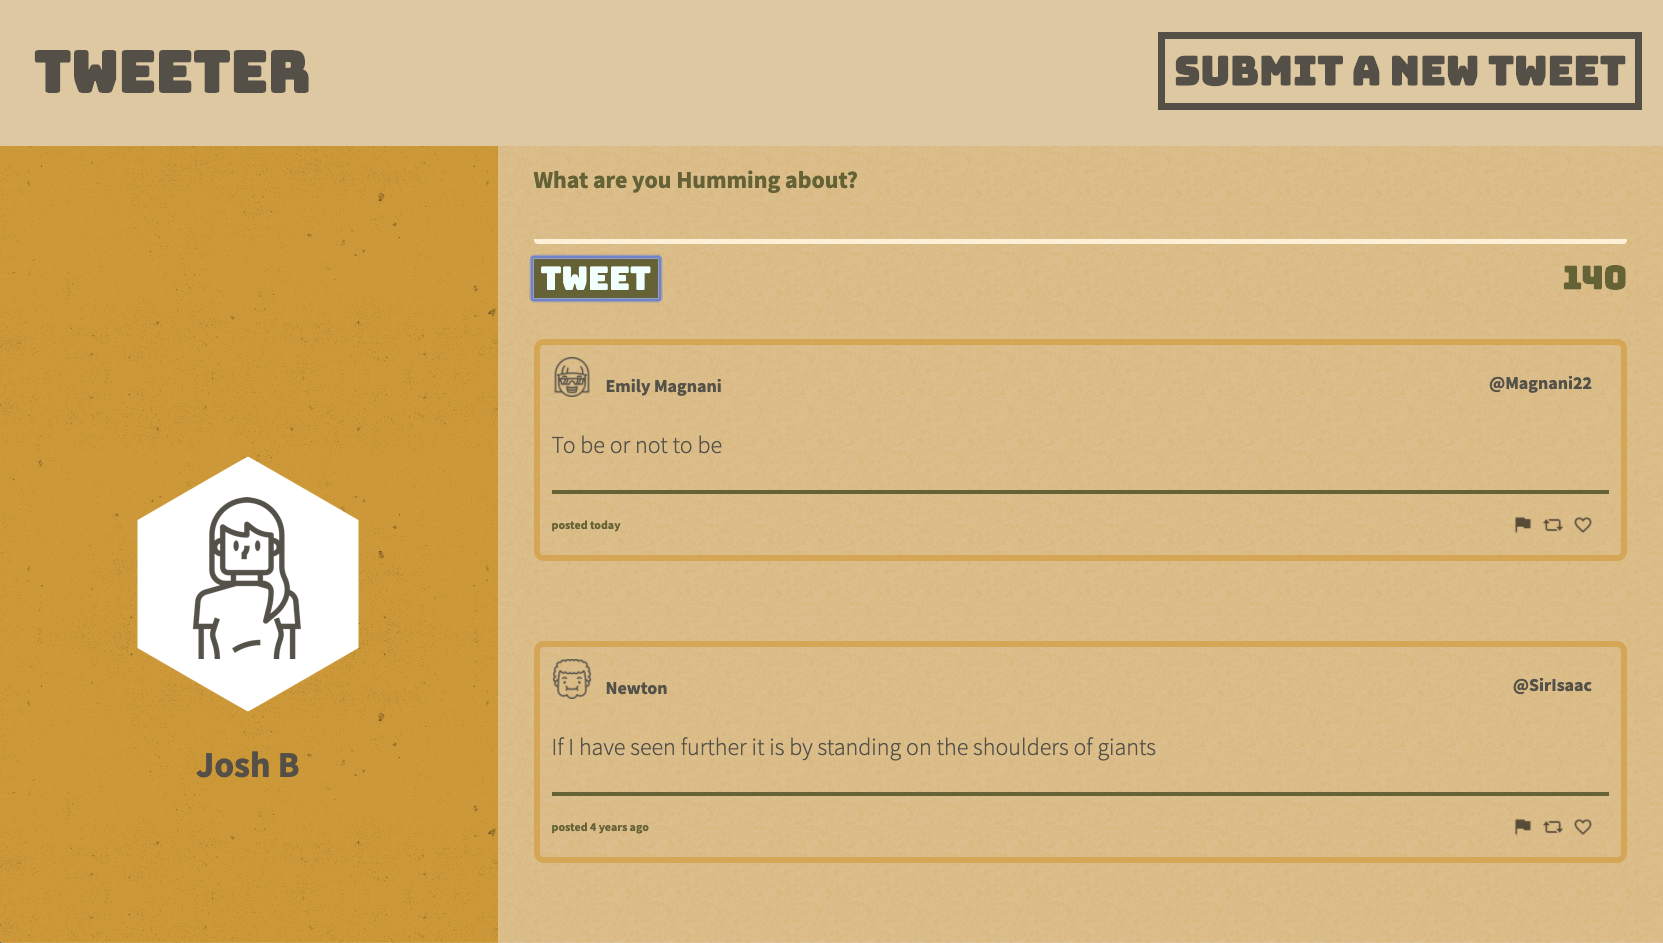 TWEETER
SUBMIT A NEW TWEET
What are you Humming about?
TWEET
140
Emily Magnani
@Magnani22
To be or not to be
posted today
Newton
@SirIsaac
If I have seen further it is by standing on the shoulders of giants
posted 4 years ago
Josh B